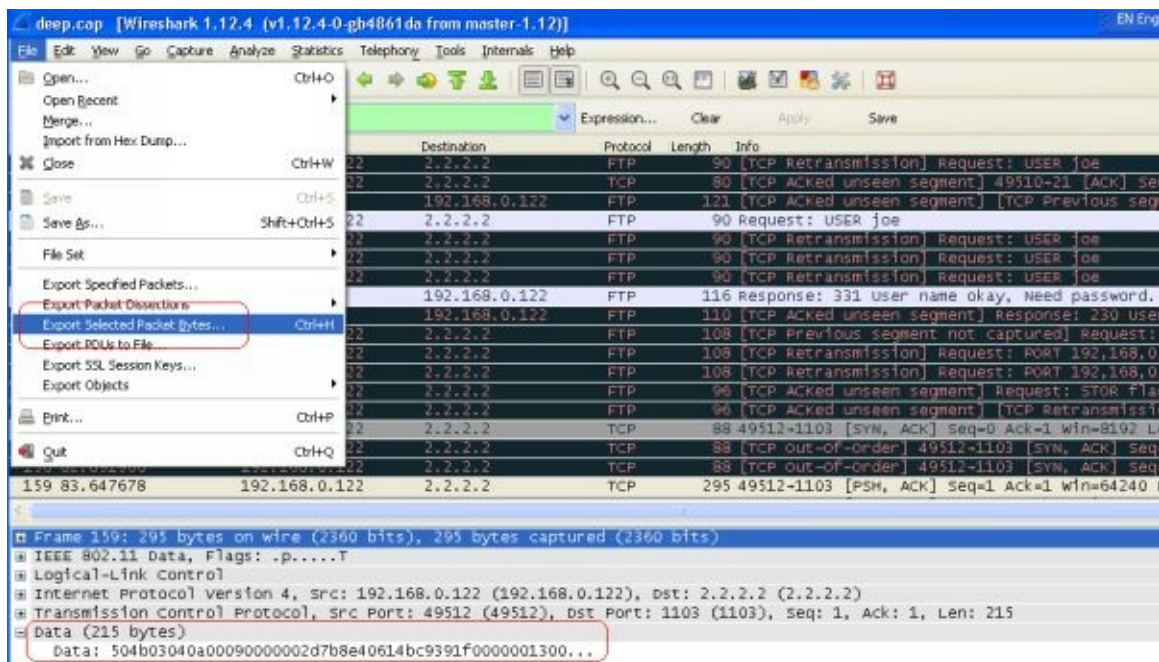 deep.cap [Wireshark 1.12.4 (v1.12.4-0-gb4861da from master-1.12)]
EN Eng
File Edit View Go Capture Analyze Statistics Telephony Tools Internals Help
Open... Ctrl+O
Open Recent
Merge...
Import from Hex Dump...
Close Ctrl+W
Save Ctrl+S
Save As... Shift+Ctrl+S
File Set
Export Specified Packets...
Export Packet Dissections
Export Selected Packet Bytes... Ctrl+H
Export PDUs to File...
Export SSL Session Keys...
Export Objects
Print... Ctrl+P
Quit Ctrl+Q
Expression... Clear Apply Save
Destination Protocol Length Info
22 2.2.2.2 FTP 90 [TCP Retransmission] Request: USER joe
22 2.2.2.2 TCP 80 [TCP ACKed unseen segment] 49510→21 [ACK] Se
192.168.0.122 FTP 121 [TCP ACKed unseen segment] [TCP Previous seg
22 2.2.2.2 FTP 90 Request: USER joe
22 2.2.2.2 FTP 90 [TCP Retransmission] Request: USER joe
22 2.2.2.2 FTP 90 [TCP Retransmission] Request: USER joe
22 2.2.2.2 FTP 90 [TCP Retransmission] Request: USER joe
192.168.0.122 FTP 116 Response: 331 User name okay, Need password.
192.168.0.122 FTP 110 [TCP ACKed unseen segment] Response: 230 Use
22 2.2.2.2 FTP 108 [TCP Previous segment not captured] Request:
22 2.2.2.2 FTP 108 [TCP Retransmission] Request: PORT 192,168,0
22 2.2.2.2 FTP 108 [TCP Retransmission] Request: PORT 192,168,0
22 2.2.2.2 FTP 96 [TCP ACKed unseen segment] Request: STOR fla
22 2.2.2.2 FTP 96 [TCP ACKed unseen segment] [TCP Retransmissi
22 2.2.2.2 TCP 88 49512→1103 [SYN, ACK] Seq=0 Ack=1 Win=8192 L
22 2.2.2.2 TCP 88 [TCP Out-Of-Order] 49512→1103 [SYN, ACK] Seq
2.2.2.2 TCP 88 [TCP Out-Of-Order] 49512→1103 [SYN, ACK] Seq
159 83.647678 192.168.0.122 2.2.2.2 TCP 295 49512→1103 [PSH, ACK] Seq=1 Ack=1 Win=64240
Frame 159: 295 bytes on wire (2360 bits), 295 bytes captured (2360 bits)
IEEE 802.11 Data, Flags: .p.....T
Logical-Link Control
Internet Protocol Version 4, Src: 192.168.0.122 (192.168.0.122), Dst: 2.2.2.2 (2.2.2.2)
Transmission Control Protocol, Src Port: 49512 (49512), Dst Port: 1103 (1103), Seq: 1, Ack: 1, Len: 215
Data (215 bytes)
Data: 504b03040a00090000002d7b8e40614bc9391f0000001300...